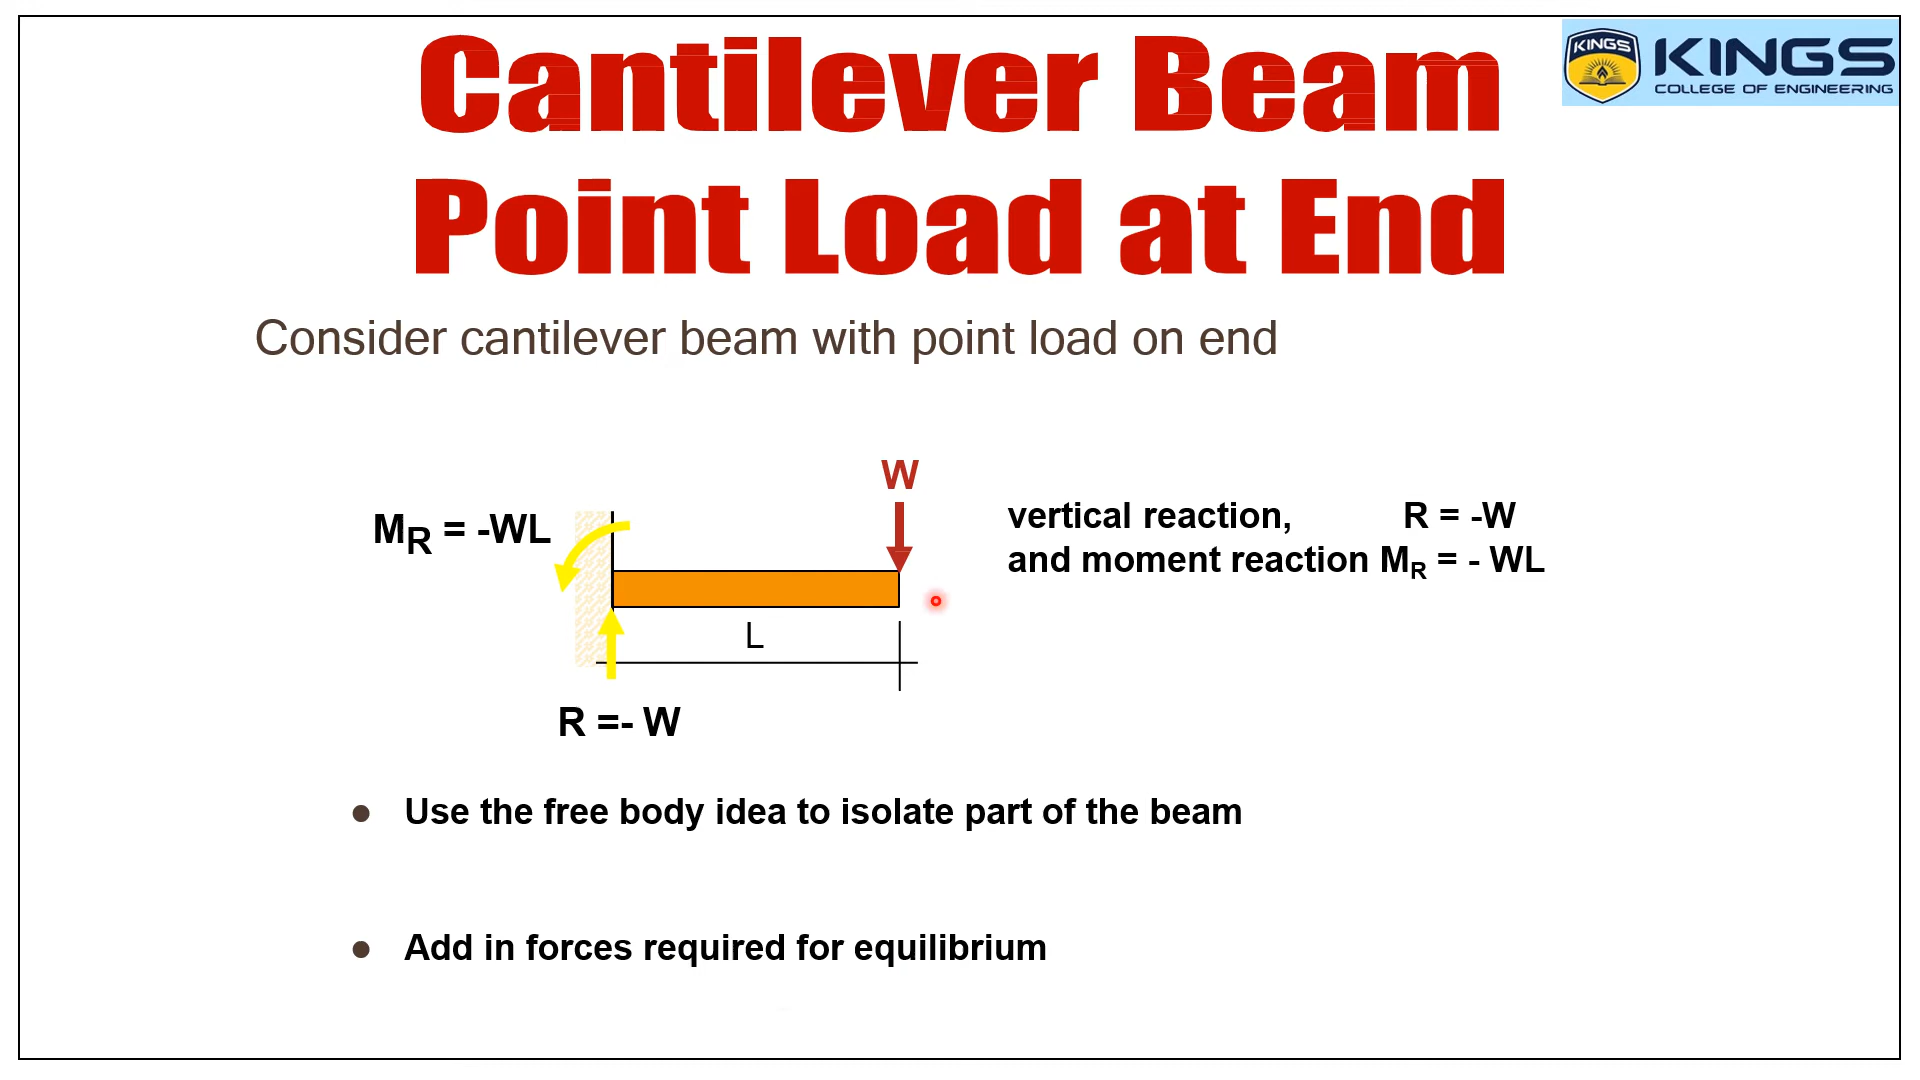 Cantilever Beam
KINGS
KINGS
COLLEGE OF ENGINEERING
Point Load at End
Consider cantilever beam with point load on end
W
MR = -WL
vertical reaction, R = -W
and moment reaction MR = - WL
L
R =- W
● Use the free body idea to isolate part of the beam
● Add in forces required for equilibrium